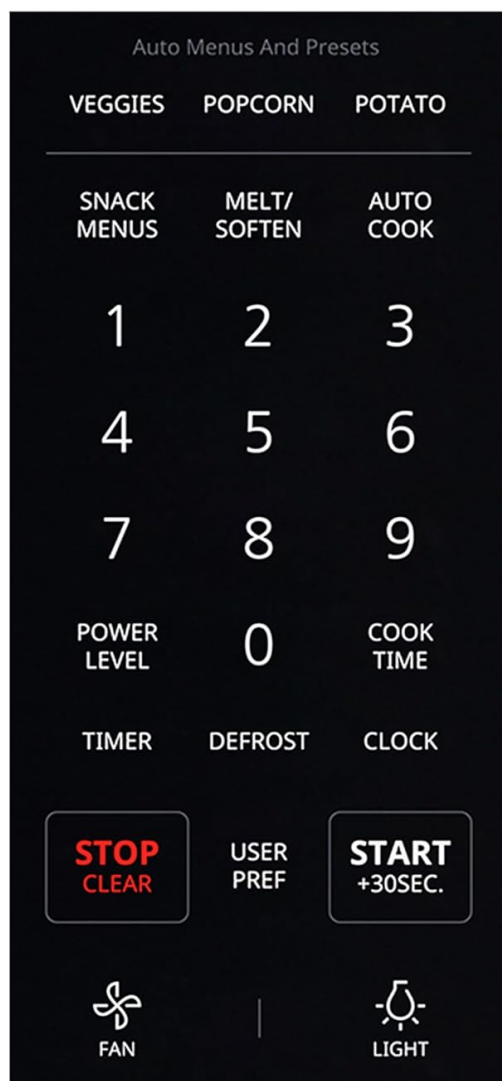 Auto Menus And Presets
VEGGIES POPCORN POTATO
SNACK MENUS MELT/ SOFTEN AUTO COOK
1 2 3
4 5 6
7 8 9
POWER LEVEL 0 COOK TIME
TIMER DEFROST CLOCK
STOP CLEAR USER PREF START +30SEC.
FAN LIGHT